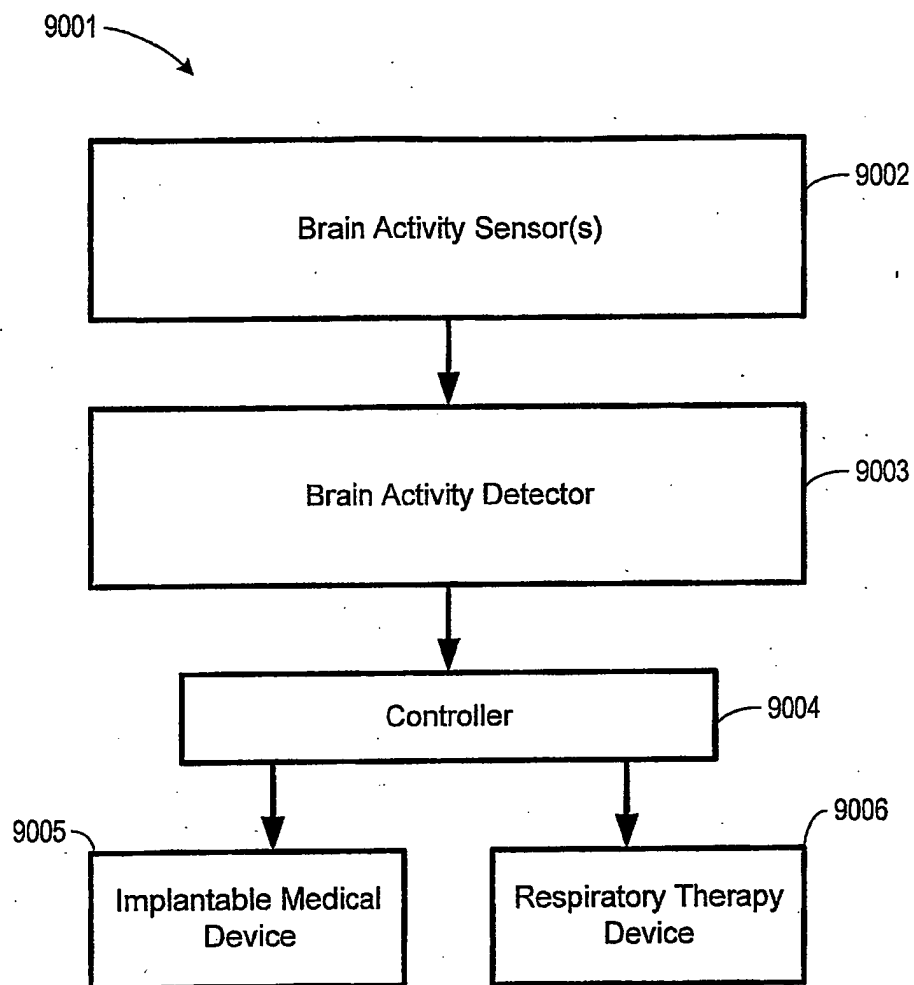 9001
9002
Brain Activity Sensor(s)
9003
Brain Activity Detector
Controller
9004
9005
9006
Implantable Medical
Device
Respiratory Therapy
Device